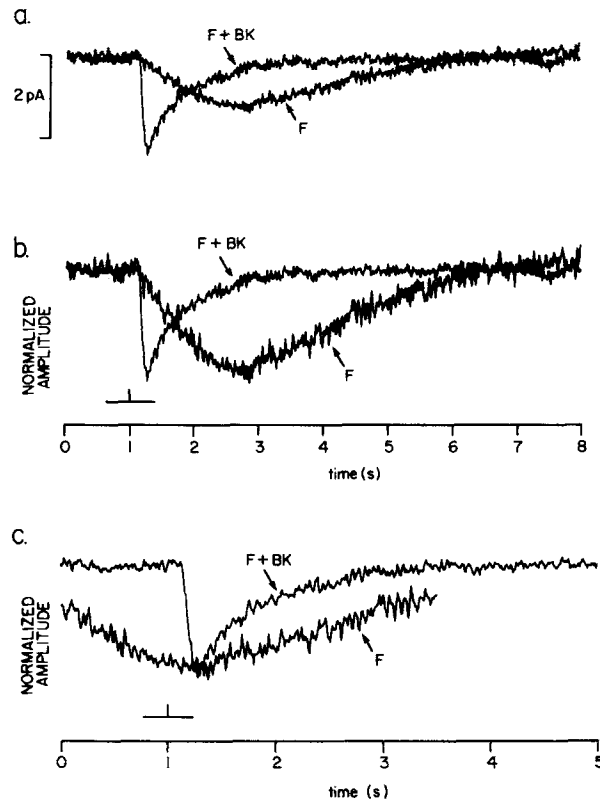 a.
F + BK
2 pA
F
b.
F + BK
NORMALIZED
AMPLITUDE
F
0 1 2 3 4 5 6 7 8
time (s)
c.
F + BK
NORMALIZED
AMPLITUDE
F
0 1 2 3 4 5
time (s)